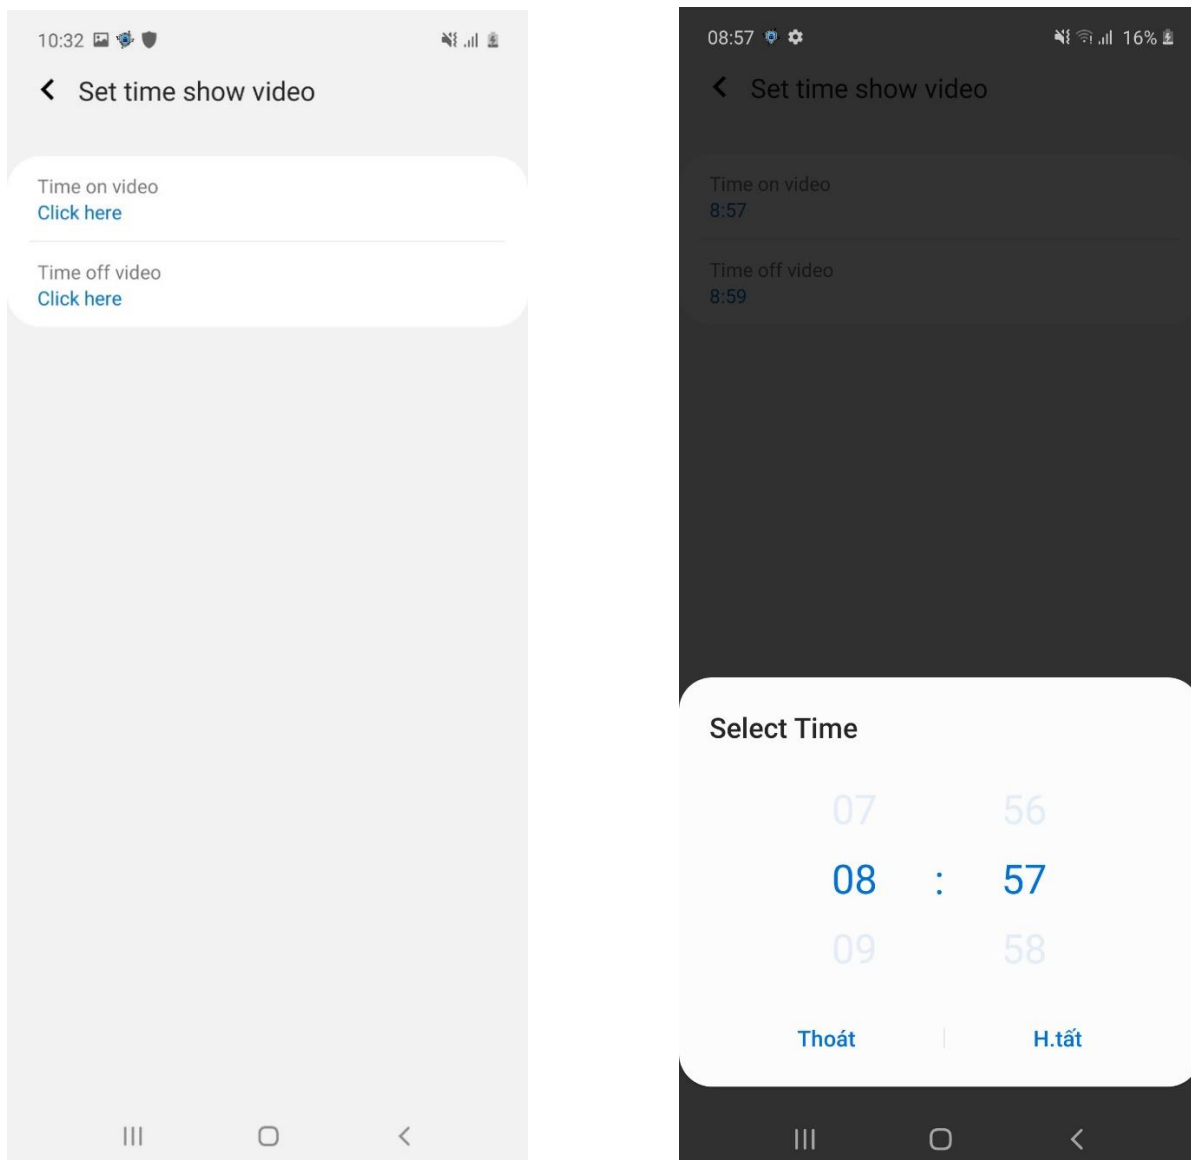 10:32
Set time show video
Time on video
Click here
Time off video
Click here
08:57
16%
Set time show video
Time on video
8:57
Time off video
8:59
Select Time
07 56
08 : 57
09 58
Thoát
H.tất